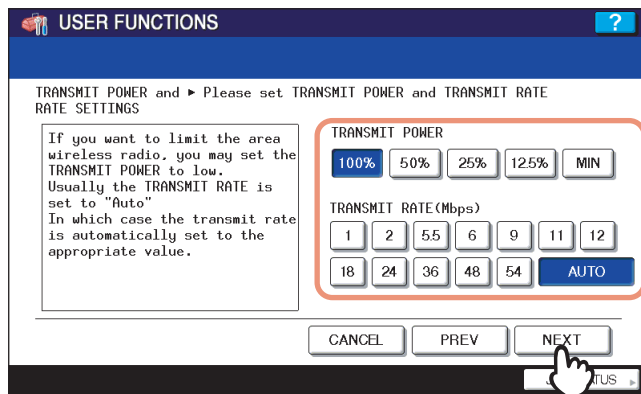 USER FUNCTIONS
?
TRANSMIT POWER and ► Please set TRANSMIT POWER and TRANSMIT RATE
RATE SETTINGS
If you want to limit the area
wireless radio, you may set the
TRANSMIT POWER to low.
Usually the TRANSMIT RATE is
set to "Auto"
In which case the transmit rate
is automatically set to the
appropriate value.
TRANSMIT POWER
100% 50% 25% 12.5% MIN
TRANSMIT RATE(Mbps)
1 2 5.5 6 9 11 12
18 24 36 48 54 AUTO
CANCEL PREV NEXT